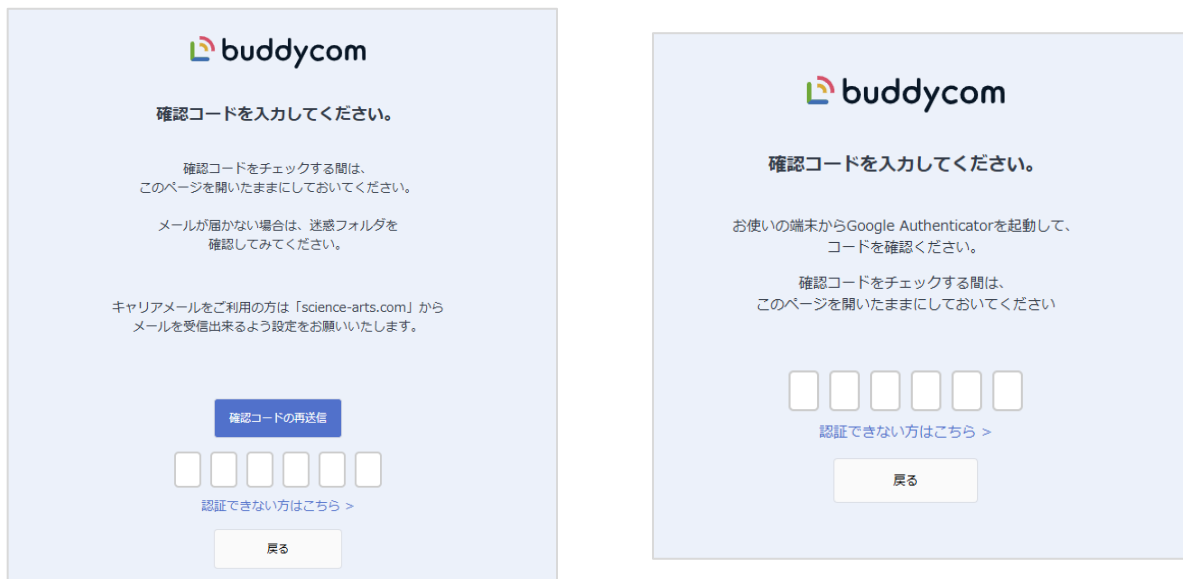 buddycom
確認コードを入力してください。
確認コードをチェックする間は、
このページを開いたままにしておいてください。
メールが届かない場合は、迷惑フォルダを
確認してみてください。
キャリアメールをご利用の方は「science-arts.com」から
メールを受信出来るよう設定をお願いいたします。
確認コードの再送信
認証できない方はこちら >
戻る
buddycom
確認コードを入力してください。
お使いの端末からGoogle Authenticatorを起動して、
コードを確認ください。
確認コードをチェックする間は、
このページを開いたままにしておいてください
認証できない方はこちら >
戻る